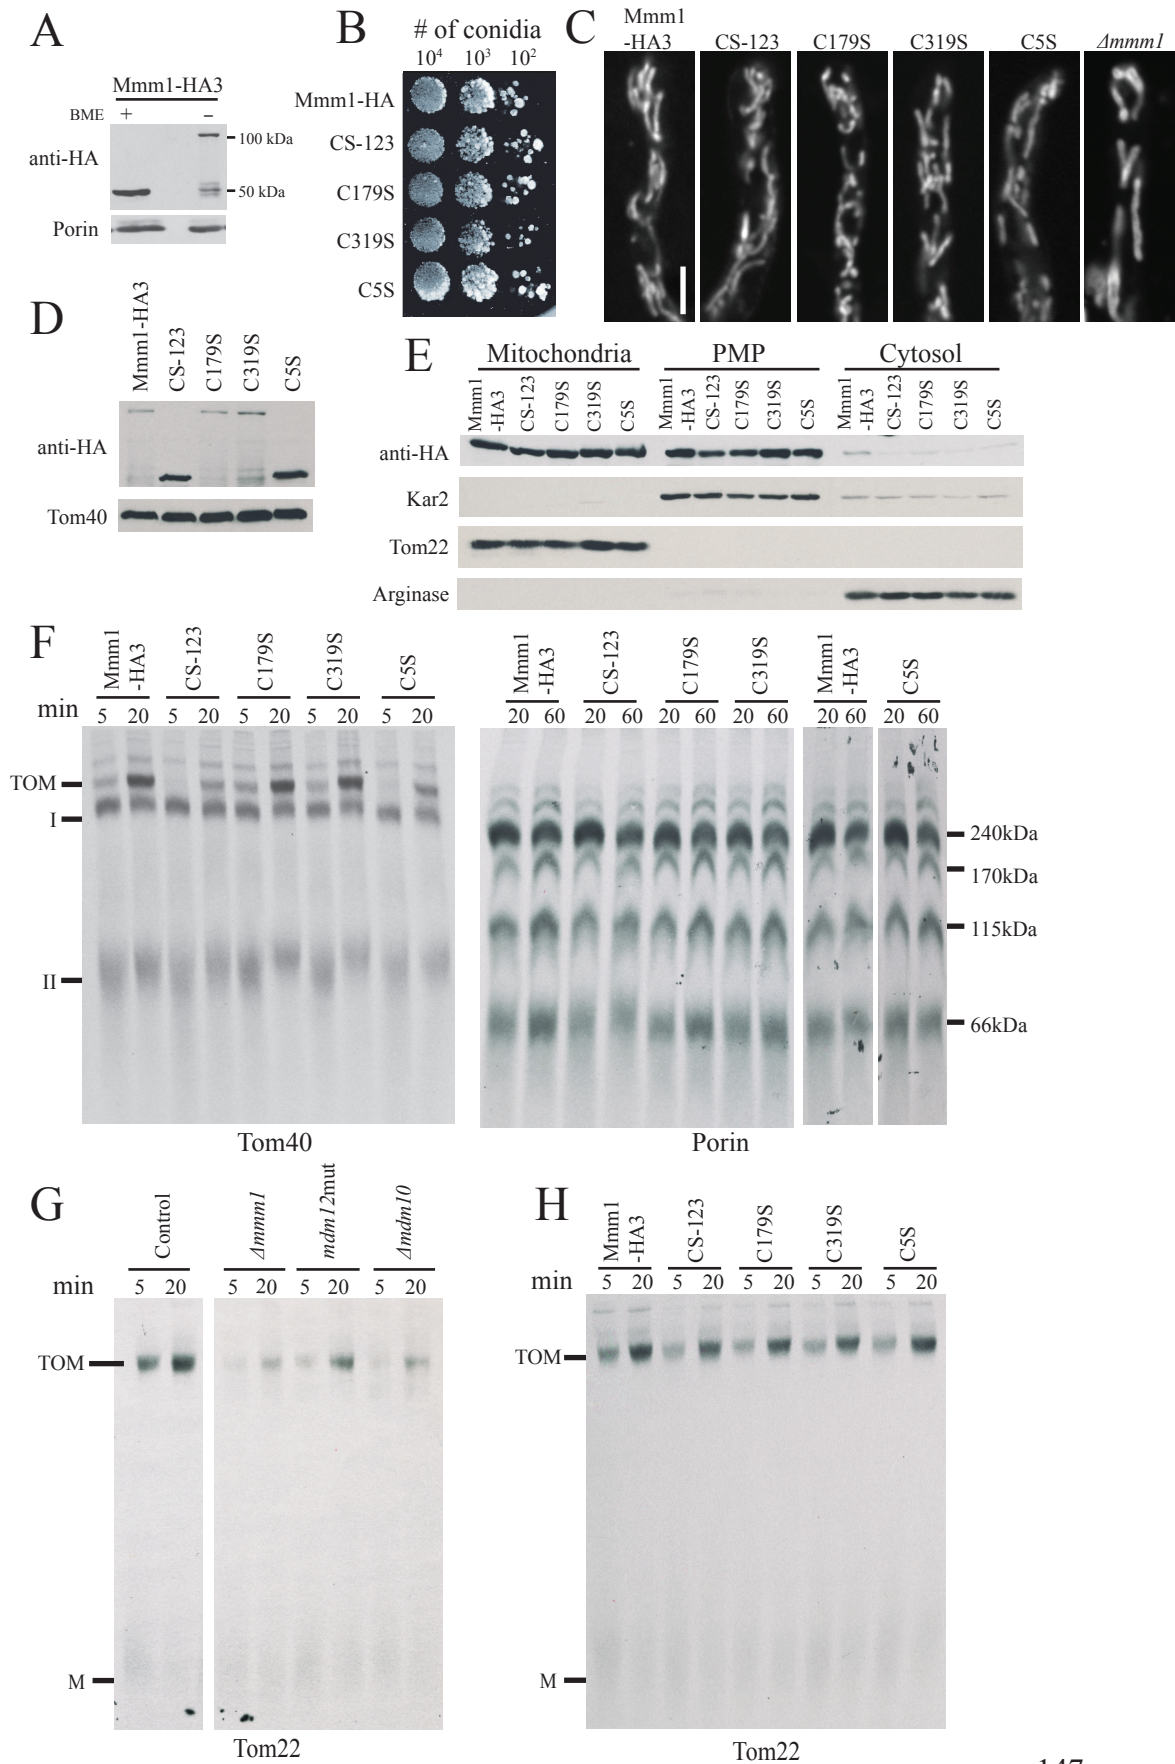 A
Mmm1-HA3
BME + –
anti-HA
100 kDa
50 kDa
Porin
B
# of conidia
10⁴ 10³ 10²
Mmm1-HA
CS-123
C179S
C319S
C5S
C
Mmm1
-HA3 CS-123 C179S C319S C5S Δmmm1
D
Mmm1-HA3 CS-123 C179S C319S C5S
anti-HA
Tom40
E
Mitochondria PMP Cytosol
Mmm1
-HA3 CS-123 C179S C319S C5S Mmm1
-HA3 CS-123 C179S C319S C5S Mmm1
-HA3 CS-123 C179S C319S C5S
anti-HA
Kar2
Tom22
Arginase
F
Mmm1
-HA3 CS-123 C179S C319S C5S
min 5 20 5 20 5 20 5 20 5 20
TOM
I
II
Tom40
Mmm1
-HA3 CS-123 C179S C319S Mmm1
-HA3 C5S
20 60 20 60 20 60 20 60 20 60 20 60
240kDa
170kDa
115kDa
66kDa
Porin
G
Control Δmmm1 mdm12mut Δmdm10
min 5 20 5 20 5 20 5 20
TOM
M
Tom22
H
Mmm1
-HA3 CS-123 C179S C319S C5S
min 5 20 5 20 5 20 5 20 5 20
TOM
M
Tom22